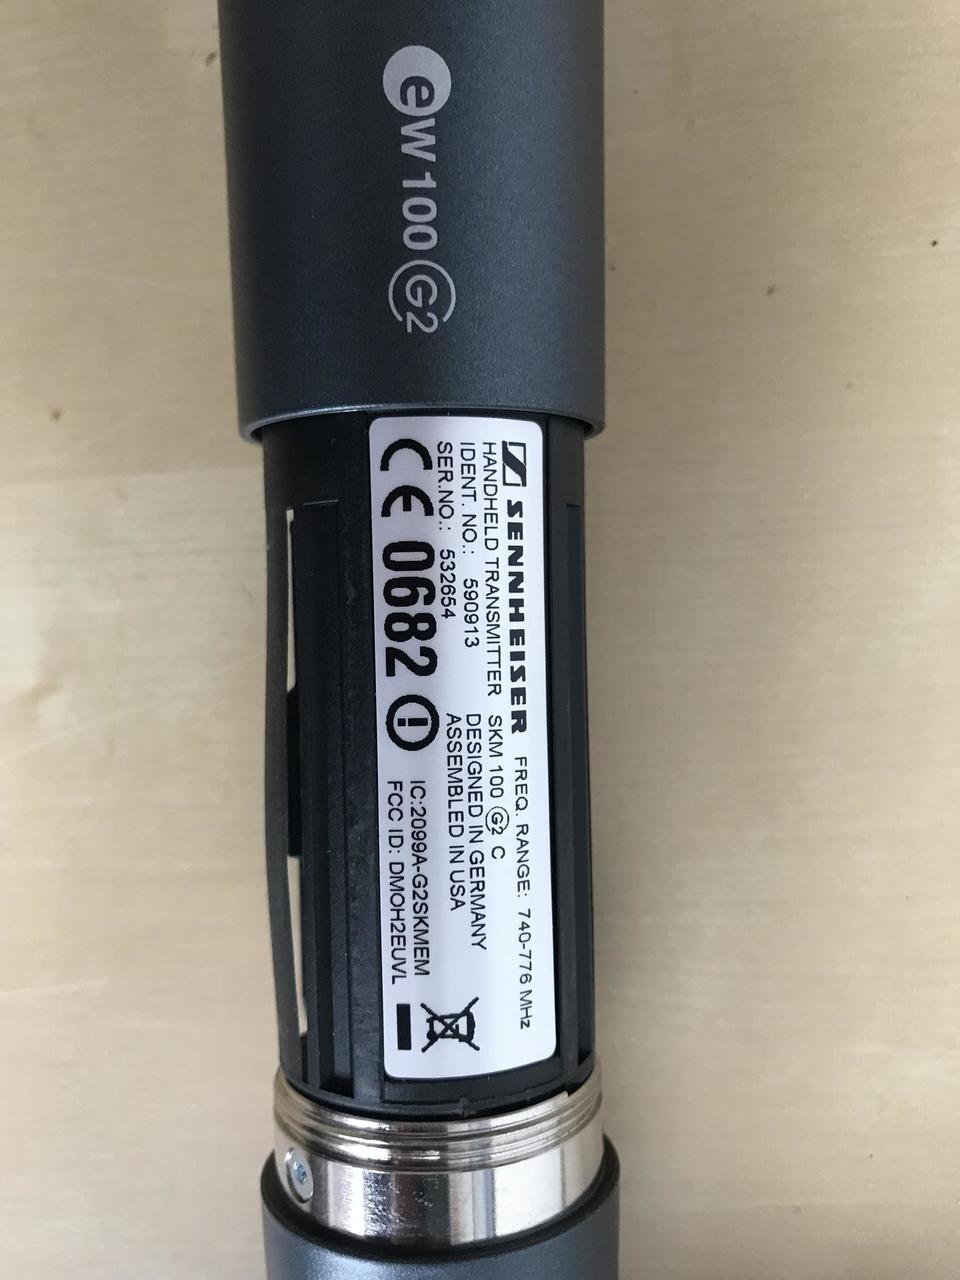 ew 100 G2
SENNHEISER FREQ. RANGE: 740-776 MHz
HANDHELD TRANSMITTER SKM 100 G2 C
IDENT. NO.: 590913 DESIGNED IN GERMANY
SER.NO.: 532654 ASSEMBLED IN USA
CE 0682 IC:2099A-G2SKMEM
FCC ID: DMOH2EUVL